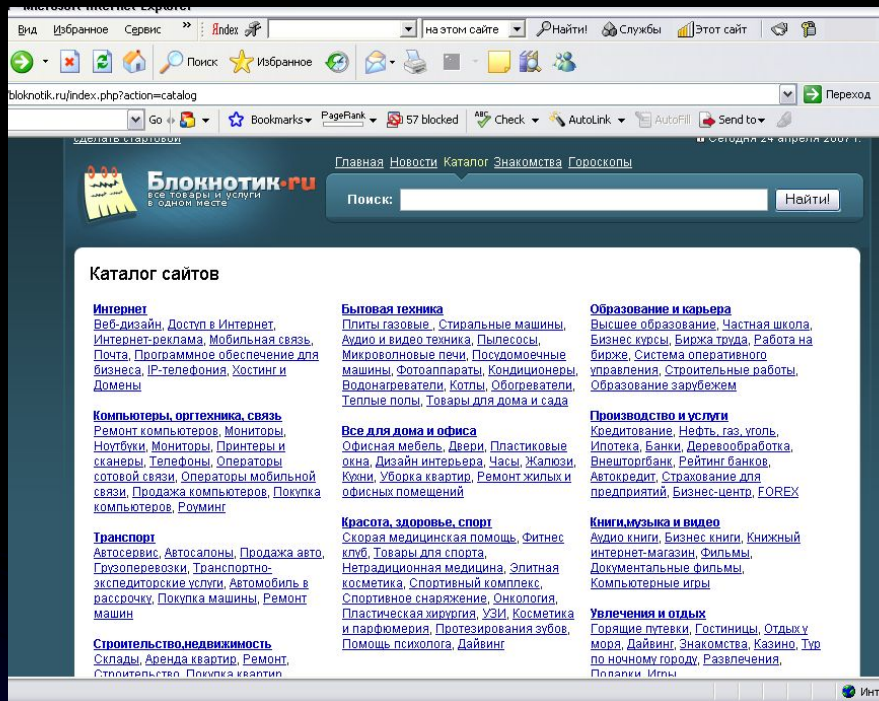 Microsoft Internet Explorer
Вид Избранное Сервис » Яndex на этом сайте Найти! Службы Этот сайт
Поиск Избранное
/bloknotik.ru/index.php?action=catalog Переход
Go Bookmarks PageRank 57 blocked ABC Check AutoLink AutoFill Send to
Сделать стартовой Сегодня 24 апреля 2007 г.
Главная Новости Каталог Знакомства Гороскопы
Блокнотик.ru
все товары и услуги
в одном месте
Поиск: Найти!
Каталог сайтов
Интернет
Веб-дизайн, Доступ в Интернет,
Интернет-реклама, Мобильная связь,
Почта, Программное обеспечение для
бизнеса, IP-телефония, Хостинг и
Домены
Компьютеры, оргтехника, связь
Ремонт компьютеров, Мониторы,
Ноутбуки, Мониторы, Принтеры и
сканеры, Телефоны, Операторы
сотовой связи, Операторы мобильной
связи, Продажа компьютеров, Покупка
компьютеров, Роуминг
Транспорт
Автосервис, Автосалоны, Продажа авто,
Грузоперевозки, Транспортно-
экспедиторские услуги, Автомобиль в
рассрочку, Покупка машины, Ремонт
машин
Строительство,недвижимость
Склады, Аренда квартир, Ремонт,
Строительство, Покупка квартир
Бытовая техника
Плиты газовые , Стиральные машины,
Аудио и видео техника, Пылесосы,
Микроволновые печи, Посудомоечные
машины, Фотоаппараты, Кондиционеры,
Водонагреватели, Котлы, Обогреватели,
Теплые полы, Товары для дома и сада
Все для дома и офиса
Офисная мебель, Двери, Пластиковые
окна, Дизайн интерьера, Часы, Жалюзи,
Кухни, Уборка квартир, Ремонт жилых и
офисных помещений
Красота, здоровье, спорт
Скорая медицинская помощь, Фитнес
клуб, Товары для спорта,
Нетрадиционная медицина, Элитная
косметика, Спортивный комплекс,
Спортивное снаряжение, Онкология,
Пластическая хирургия, УЗИ, Косметика
и парфюмерия, Протезирования зубов,
Помощь психолога, Дайвинг
Образование и карьера
Высшее образование, Частная школа,
Бизнес курсы, Биржа труда, Работа на
бирже, Система оперативного
управления, Строительные работы,
Образование зарубежем
Производство и услуги
Кредитование, Нефть, газ, уголь,
Ипотека, Банки, Деревообработка,
Внешторгбанк, Рейтинг банков,
Автокредит, Страхование для
предприятий, Бизнес-центр, FOREX
Книги,музыка и видео
Аудио книги, Бизнес книги, Книжный
интернет-магазин, Фильмы,
Документальные фильмы,
Компьютерные игры
Увлечения и отдых
Горящие путевки, Гостиницы, Отдых у
моря, Дайвинг, Знакомства, Казино, Тур
по ночному городу, Развлечения,
Подарки, Игры
Инт